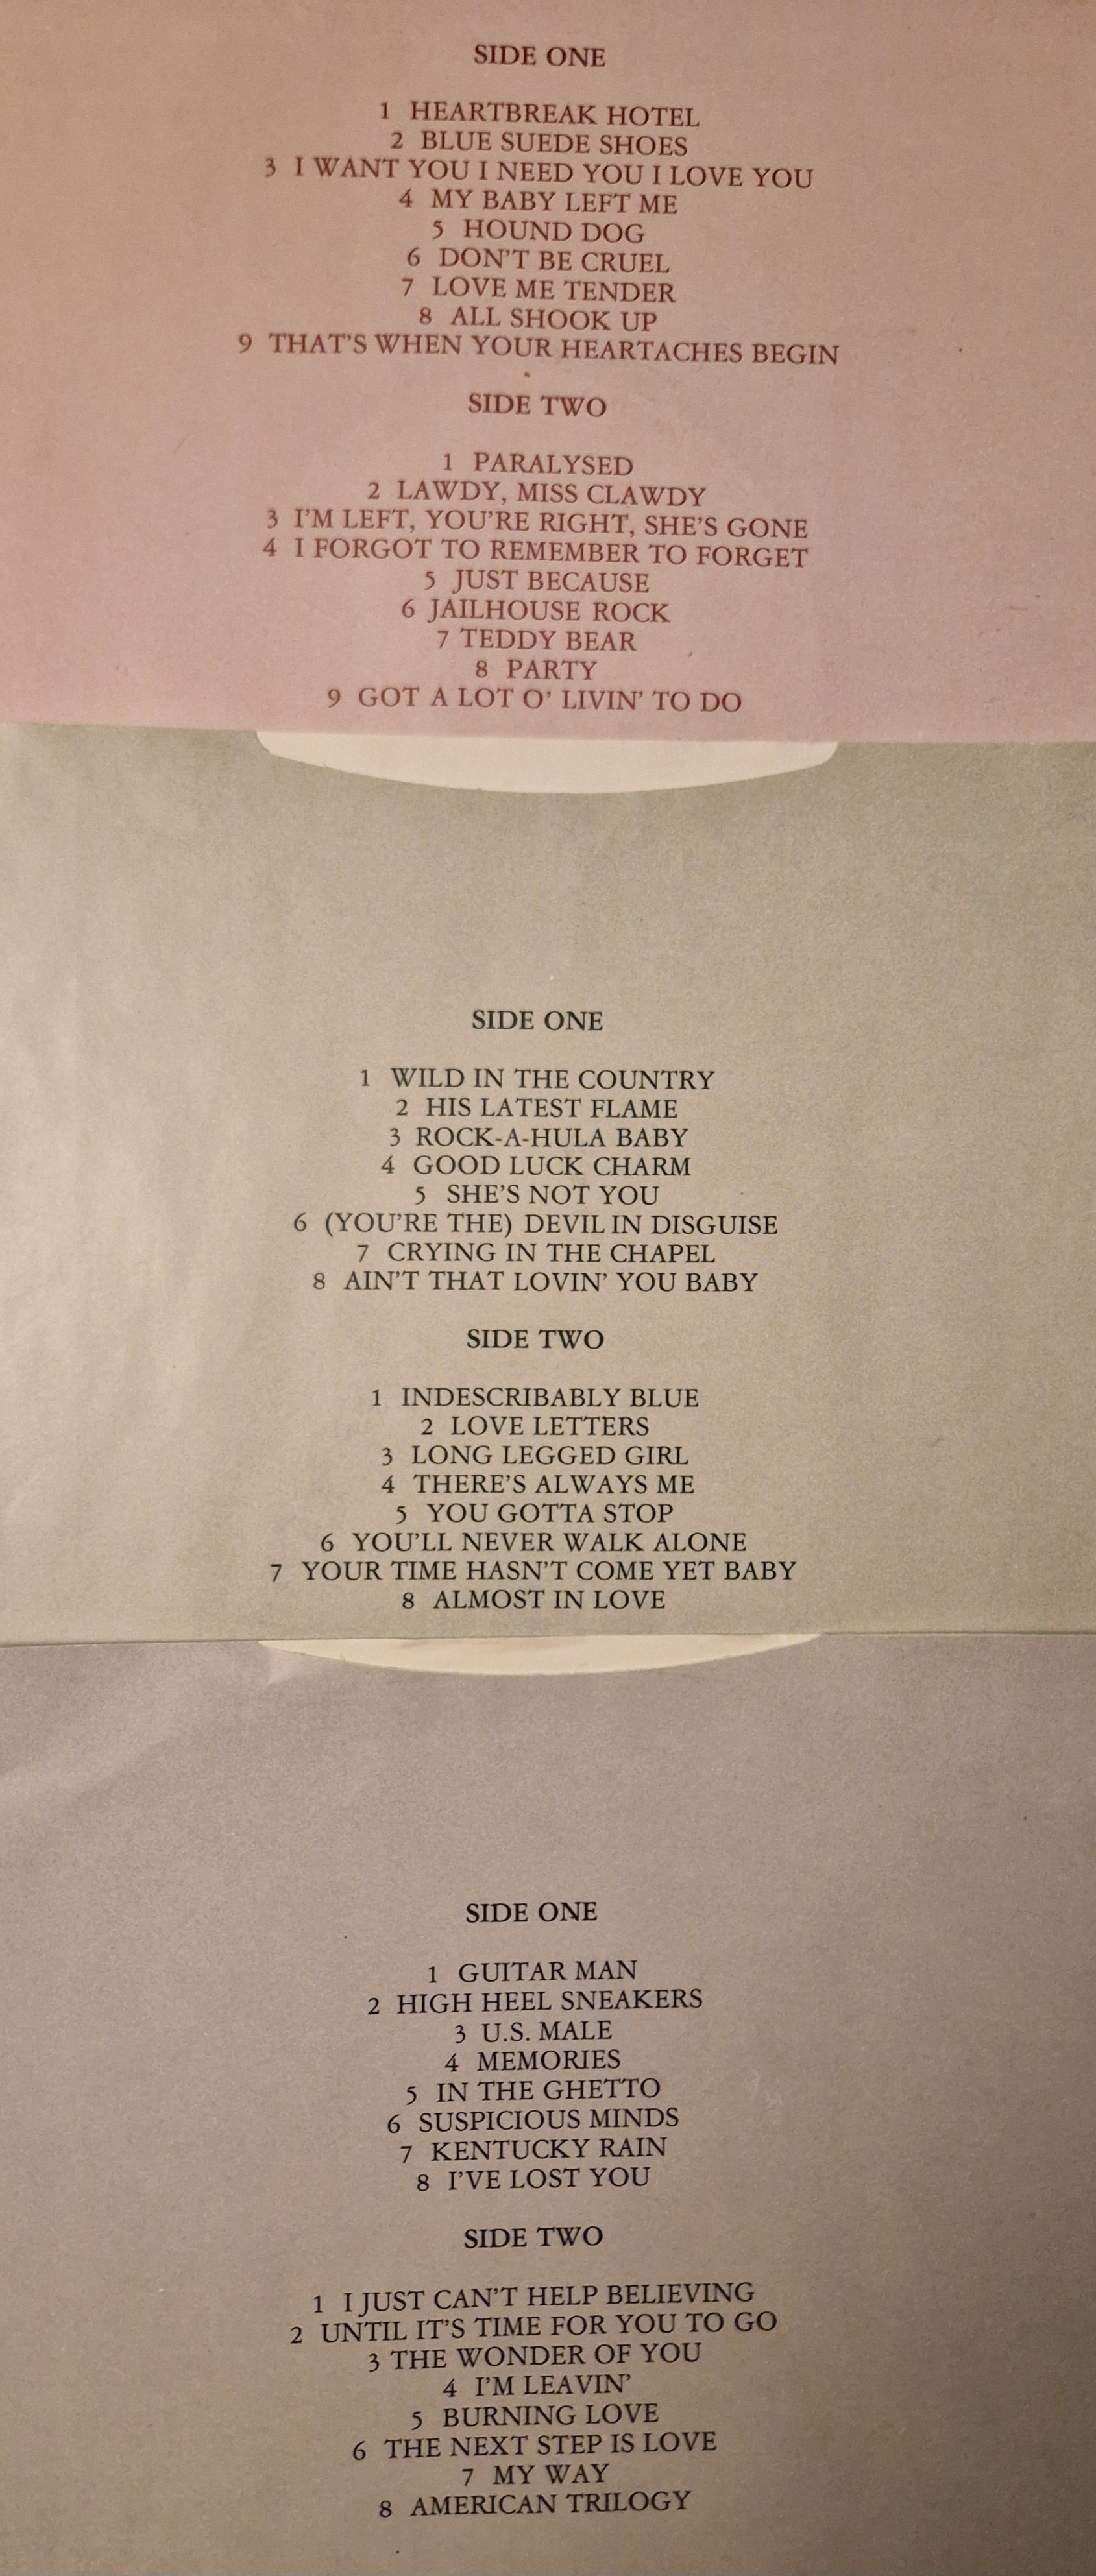 SIDE ONE
1 HEARTBREAK HOTEL
2 BLUE SUEDE SHOES
3 I WANT YOU I NEED YOU I LOVE YOU
4 MY BABY LEFT ME
5 HOUND DOG
6 DON'T BE CRUEL
7 LOVE ME TENDER
8 ALL SHOOK UP
9 THAT'S WHEN YOUR HEARTACHES BEGIN
SIDE TWO
1 PARALYSED
2 LAWDY, MISS CLAWDY
3 I'M LEFT, YOU'RE RIGHT, SHE'S GONE
4 I FORGOT TO REMEMBER TO FORGET
5 JUST BECAUSE
6 JAILHOUSE ROCK
7 TEDDY BEAR
8 PARTY
9 GOT A LOT O' LIVIN' TO DO
SIDE ONE
1 WILD IN THE COUNTRY
2 HIS LATEST FLAME
3 ROCK-A-HULA BABY
4 GOOD LUCK CHARM
5 SHE'S NOT YOU
6 (YOU'RE THE) DEVIL IN DISGUISE
7 CRYING IN THE CHAPEL
8 AIN'T THAT LOVIN' YOU BABY
SIDE TWO
1 INDESCRIBABLY BLUE
2 LOVE LETTERS
3 LONG LEGGED GIRL
4 THERE'S ALWAYS ME
5 YOU GOTTA STOP
6 YOU'LL NEVER WALK ALONE
7 YOUR TIME HASN'T COME YET BABY
8 ALMOST IN LOVE
SIDE ONE
1 GUITAR MAN
2 HIGH HEEL SNEAKERS
3 U.S. MALE
4 MEMORIES
5 IN THE GHETTO
6 SUSPICIOUS MINDS
7 KENTUCKY RAIN
8 I'VE LOST YOU
SIDE TWO
1 I JUST CAN'T HELP BELIEVING
2 UNTIL IT'S TIME FOR YOU TO GO
3 THE WONDER OF YOU
4 I'M LEAVIN'
5 BURNING LOVE
6 THE NEXT STEP IS LOVE
7 MY WAY
8 AMERICAN TRILOGY